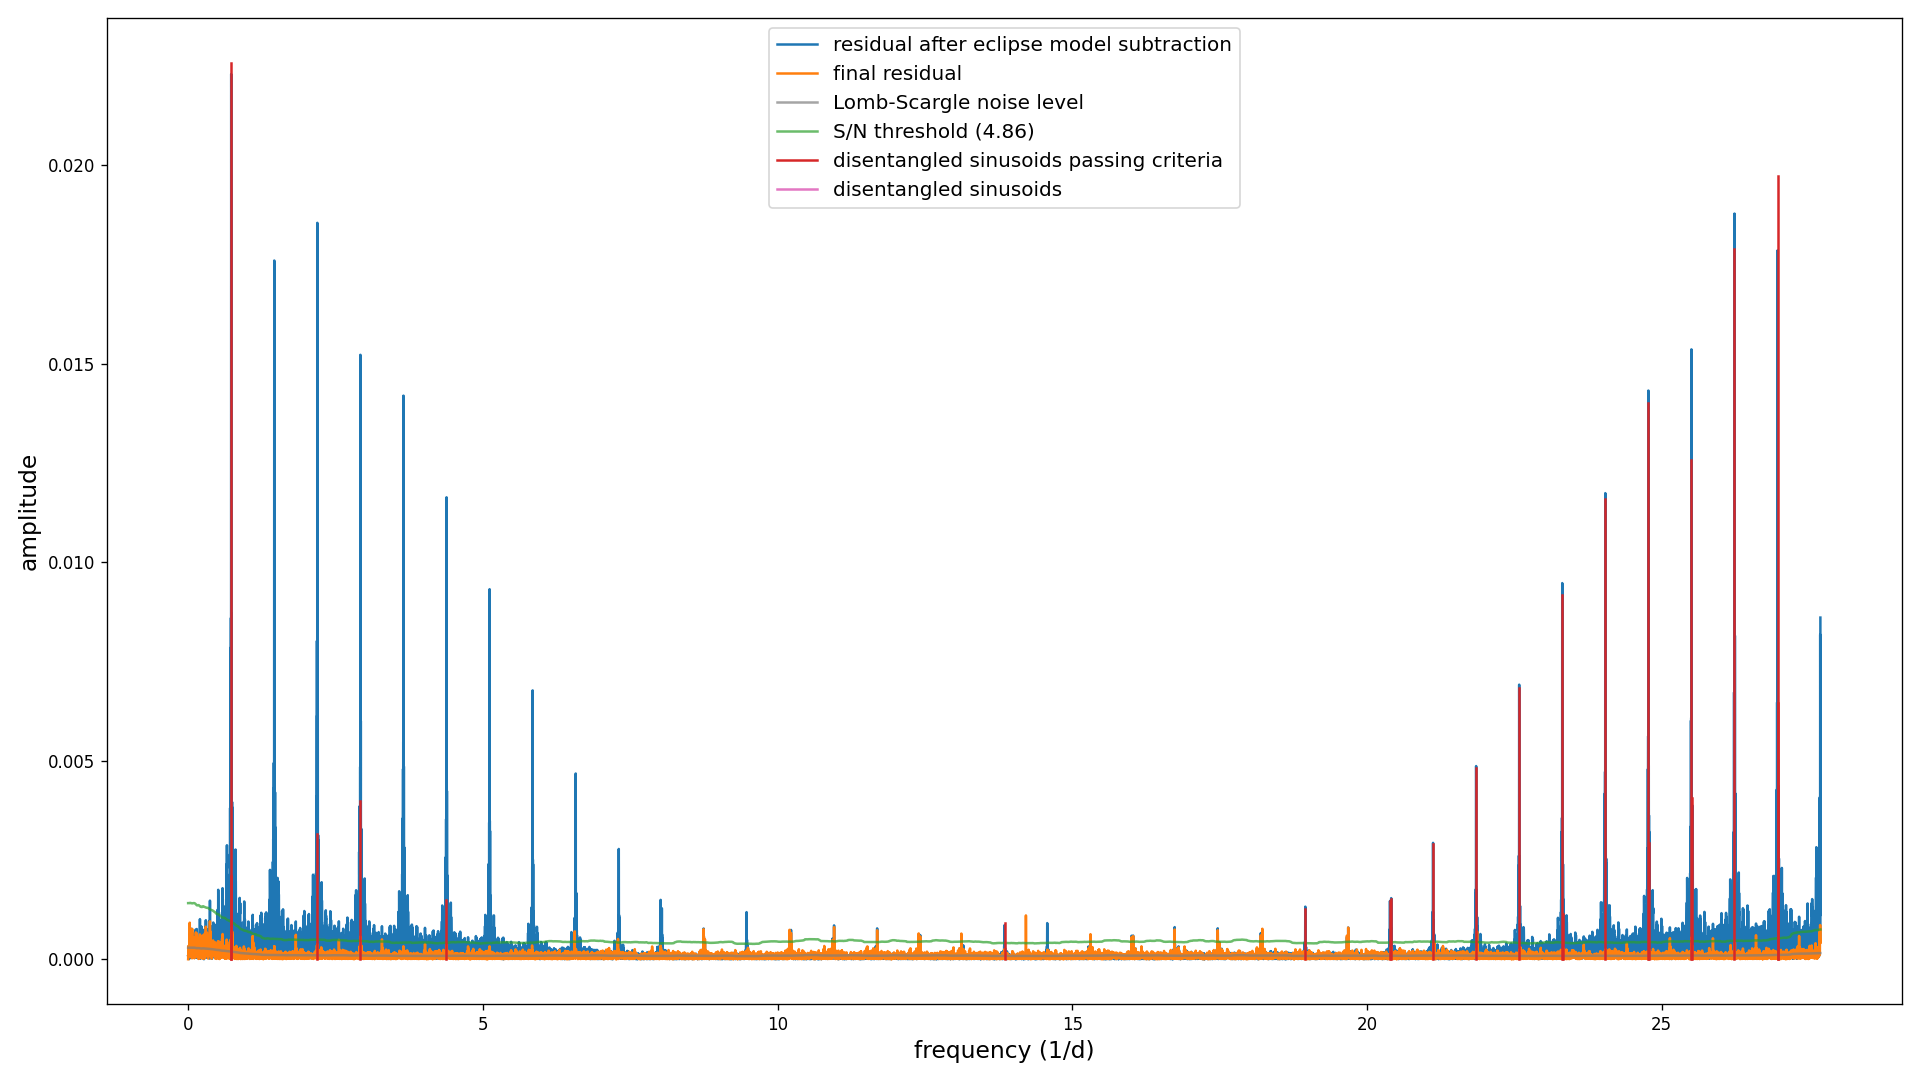 residual after eclipse model subtraction
final residual
Lomb-Scargle noise level
S/N threshold (4.86)
disentangled sinusoids passing criteria
disentangled sinusoids
0.020
0.015
0.010
0.005
0.000
amplitude
0 5 10 15 20 25
frequency (1/d)